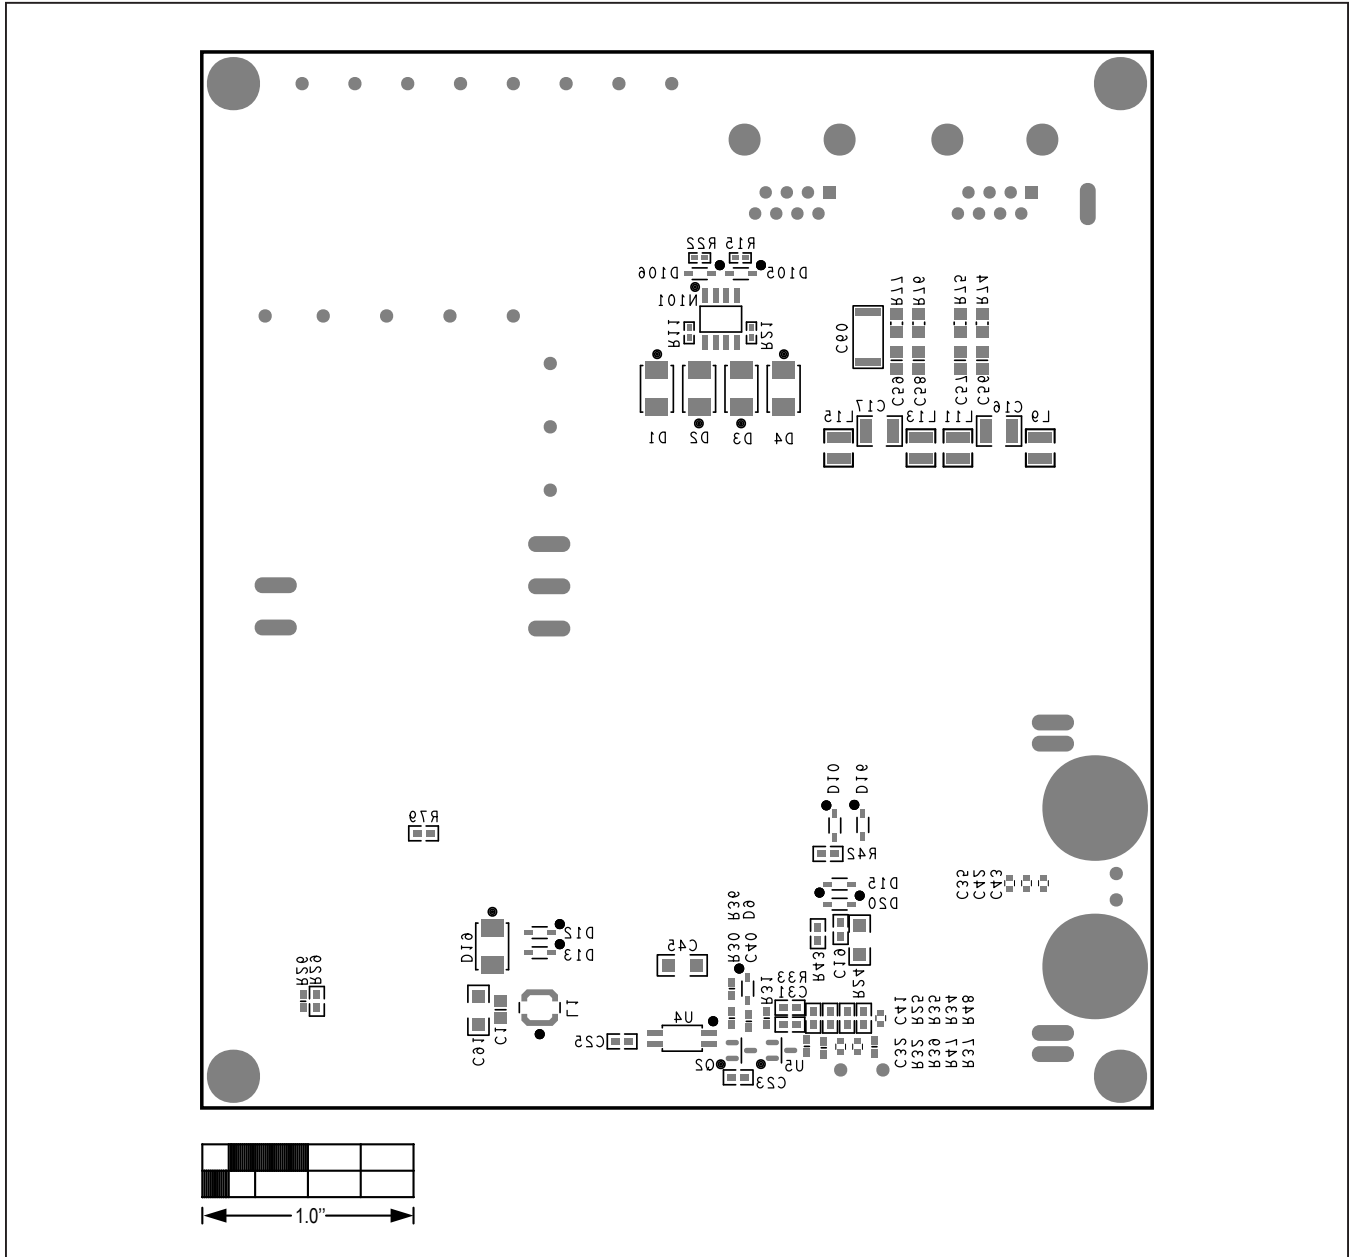 R22 R15
D106 D105
N101
R11 R21
D1 D2 D3 D4
C60 R77 R76 R75 R74
C59 C58 C57 C56
L15 C17 L13 L11 C16 L9
D10 D16
R79
R42
D15
D20
C35 C42 C43
R30 R36
C40 D9
D19 D12
D13
C45
R43 C19 R24
R26 R29
R33
C31
R31
C91 C1 L1
C25 U4
Q2 U5
C23
C32 C41
R32 R25
R39 R35
R47 R34
R37 R48
1.0”